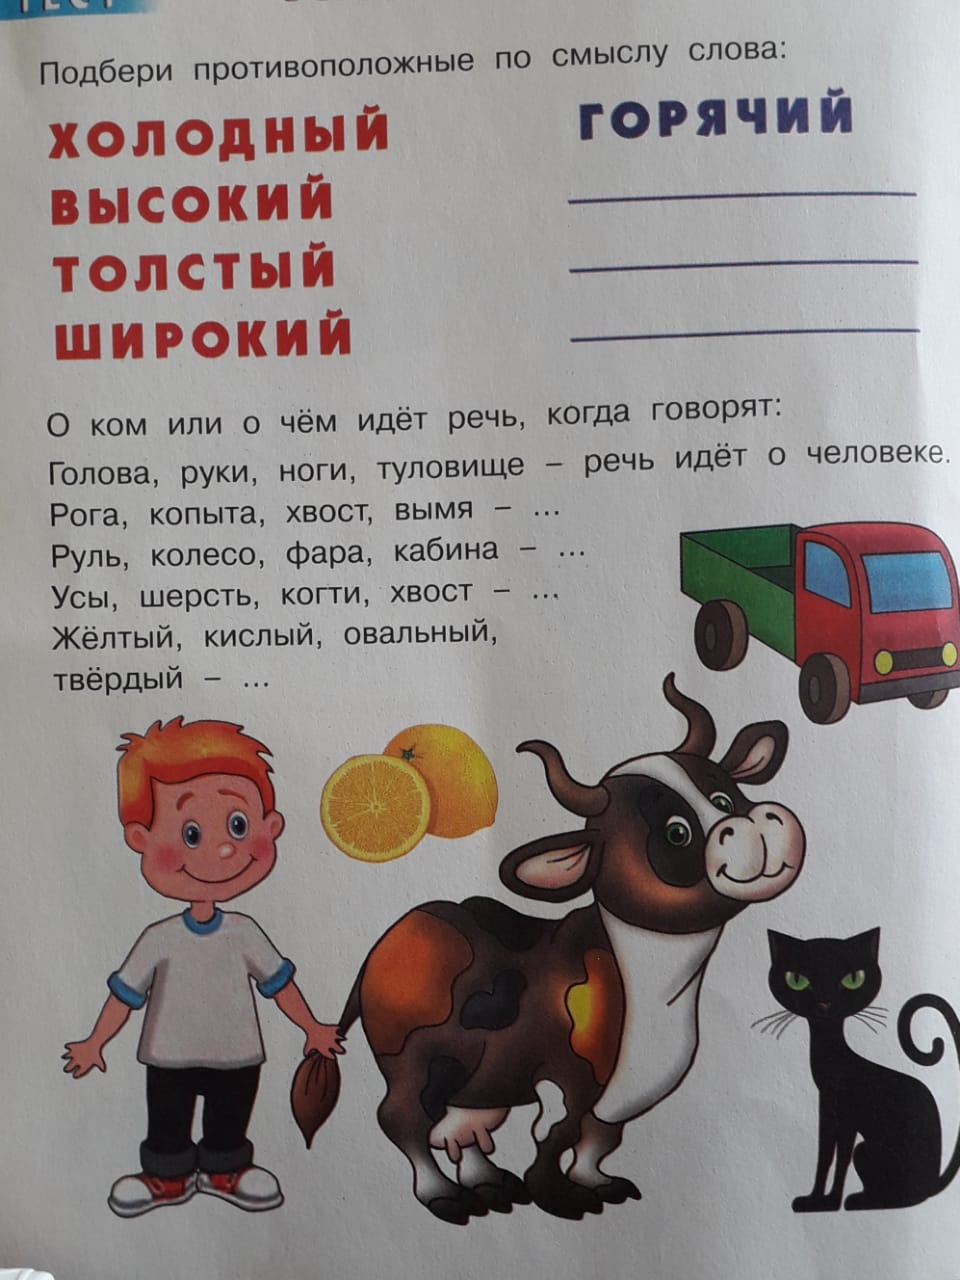 ТЕСТ
Подбери противоположные по смыслу слова:
ХОЛОДНЫЙ ГОРЯЧИЙ
ВЫСОКИЙ
ТОЛСТЫЙ
ШИРОКИЙ
О ком или о чём идёт речь, когда говорят:
Голова, руки, ноги, туловище – речь идёт о человеке.
Рога, копыта, хвост, вымя – ...
Руль, колесо, фара, кабина – ...
Усы, шерсть, когти, хвост – ...
Жёлтый, кислый, овальный,
твёрдый – ...